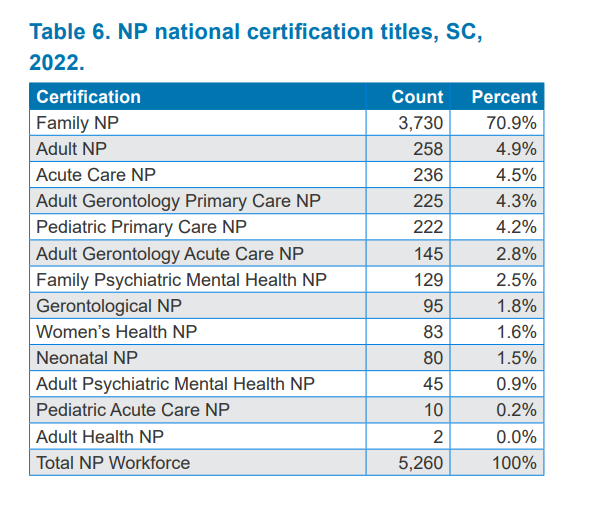 Table 6. NP national certification titles, SC,
2022.
Certification Count Percent
Family NP 3,730 70.9%
Adult NP 258 4.9%
Acute Care NP 236 4.5%
Adult Gerontology Primary Care NP 225 4.3%
Pediatric Primary Care NP 222 4.2%
Adult Gerontology Acute Care NP 145 2.8%
Family Psychiatric Mental Health NP 129 2.5%
Gerontological NP 95 1.8%
Women’s Health NP 83 1.6%
Neonatal NP 80 1.5%
Adult Psychiatric Mental Health NP 45 0.9%
Pediatric Acute Care NP 10 0.2%
Adult Health NP 2 0.0%
Total NP Workforce 5,260 100%